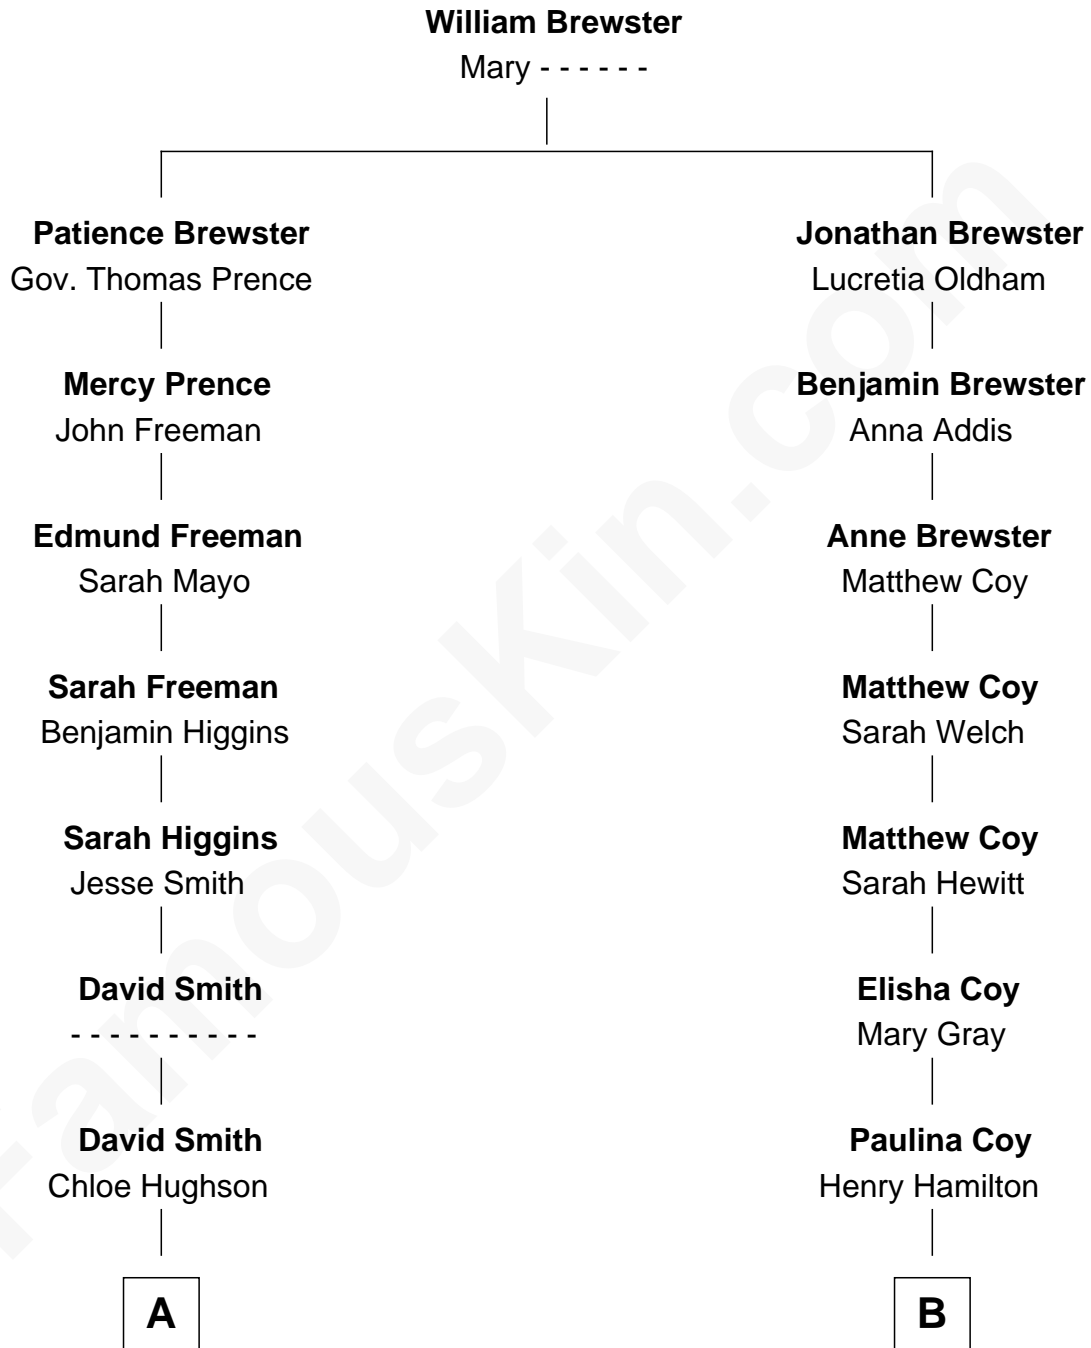 William Brewster
Mary - - - - - -
Patience Brewster
Gov. Thomas Prence
Jonathan Brewster
Lucretia Oldham
Mercy Prence
John Freeman
Benjamin Brewster
Anna Addis
Edmund Freeman
Sarah Mayo
Anne Brewster
Matthew Coy
Sarah Freeman
Benjamin Higgins
Matthew Coy
Sarah Welch
Sarah Higgins
Jesse Smith
Matthew Coy
Sarah Hewitt
David Smith
- - - - - - - - - -
Elisha Coy
Mary Gray
David Smith
Chloe Hughson
Paulina Coy
Henry Hamilton
A
B
FamousKin.com